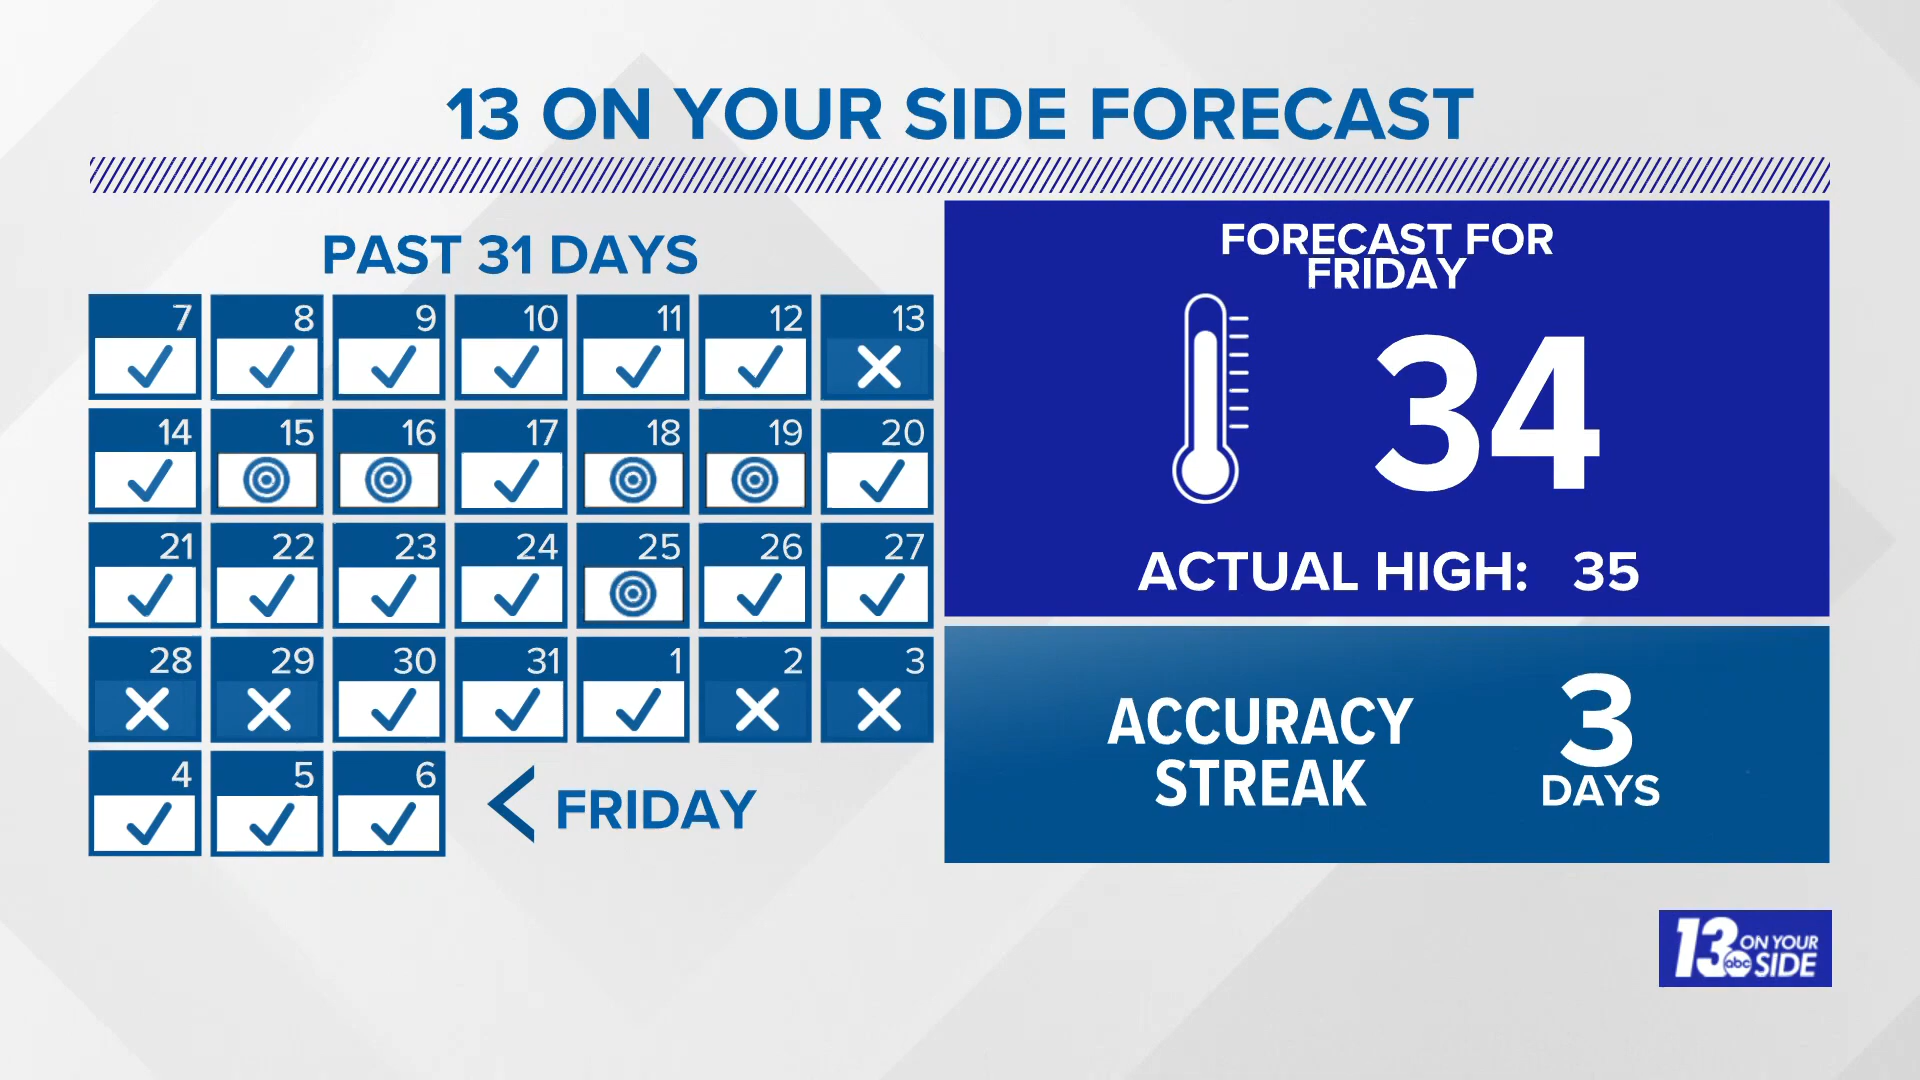 13 ON YOUR SIDE FORECAST
PAST 31 DAYS
7 8 9 10 11 12 13
14 15 16 17 18 19 20
21 22 23 24 25 26 27
28 29 30 31 1 2 3
4 5 6
FRIDAY
FORECAST FOR
FRIDAY
34
ACTUAL HIGH: 35
ACCURACY
STREAK
3
DAYS
13 ON YOUR
abc SIDE